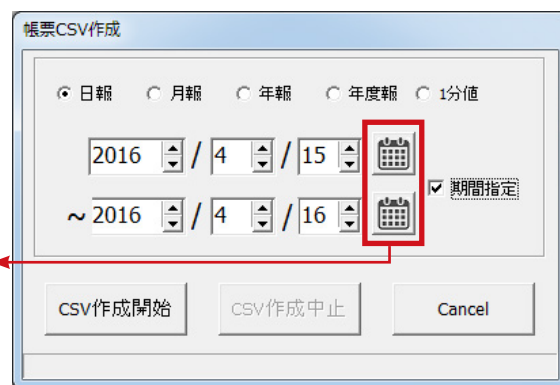 帳票CSV作成
日報 月報 年報 年度報 1分値
2016 / 4 / 15
~ 2016 / 4 / 16
期間指定
CSV作成開始 CSV作成中止 Cancel